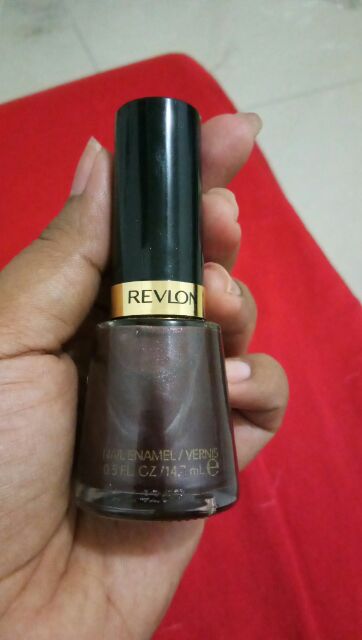 REVLON
NAIL ENAMEL / VERNIS
0.5 FL. OZ / 14.7 mL ℮